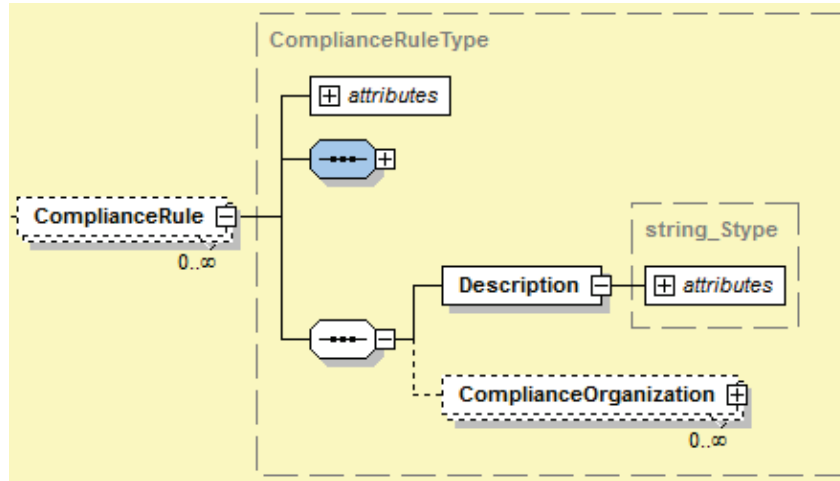 ComplianceRuleType
attributes
ComplianceRule
0..∞
string_Stype
Description
attributes
ComplianceOrganization
0..∞